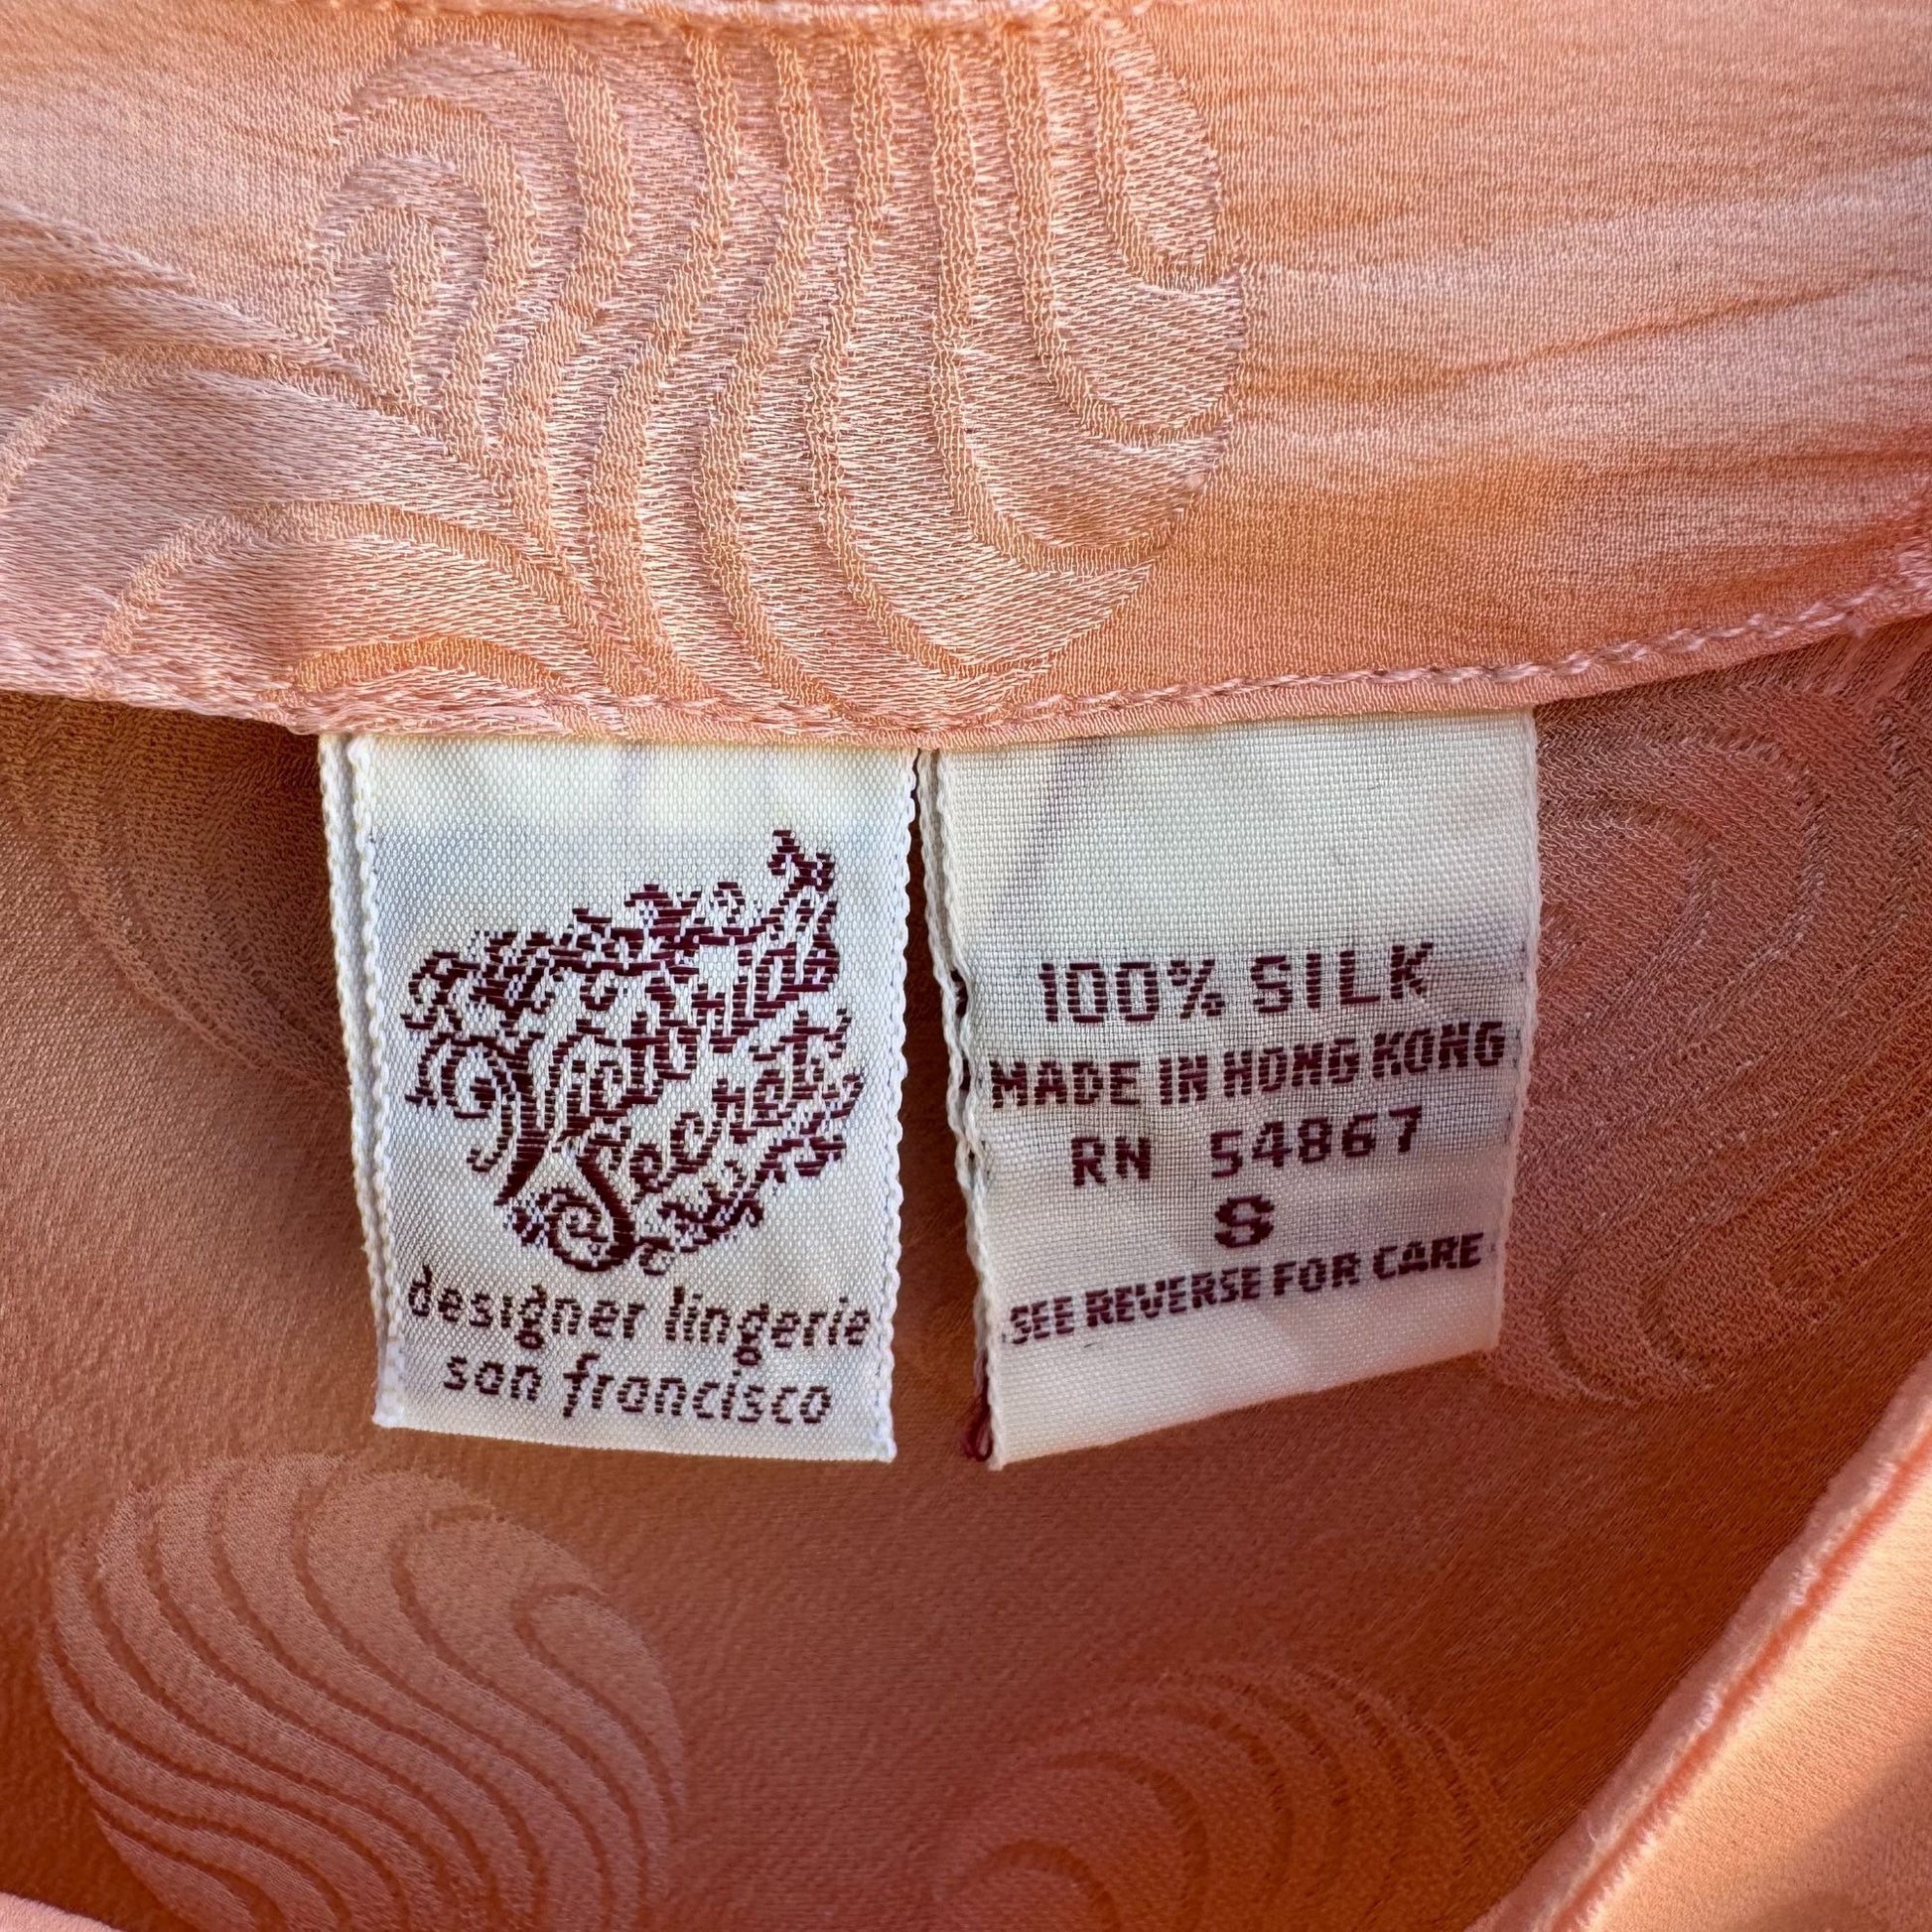 Victoria's
Secret
designer lingerie
san francisco
100% SILK
MADE IN HONG KONG
RN 54867
S
SEE REVERSE FOR CARE